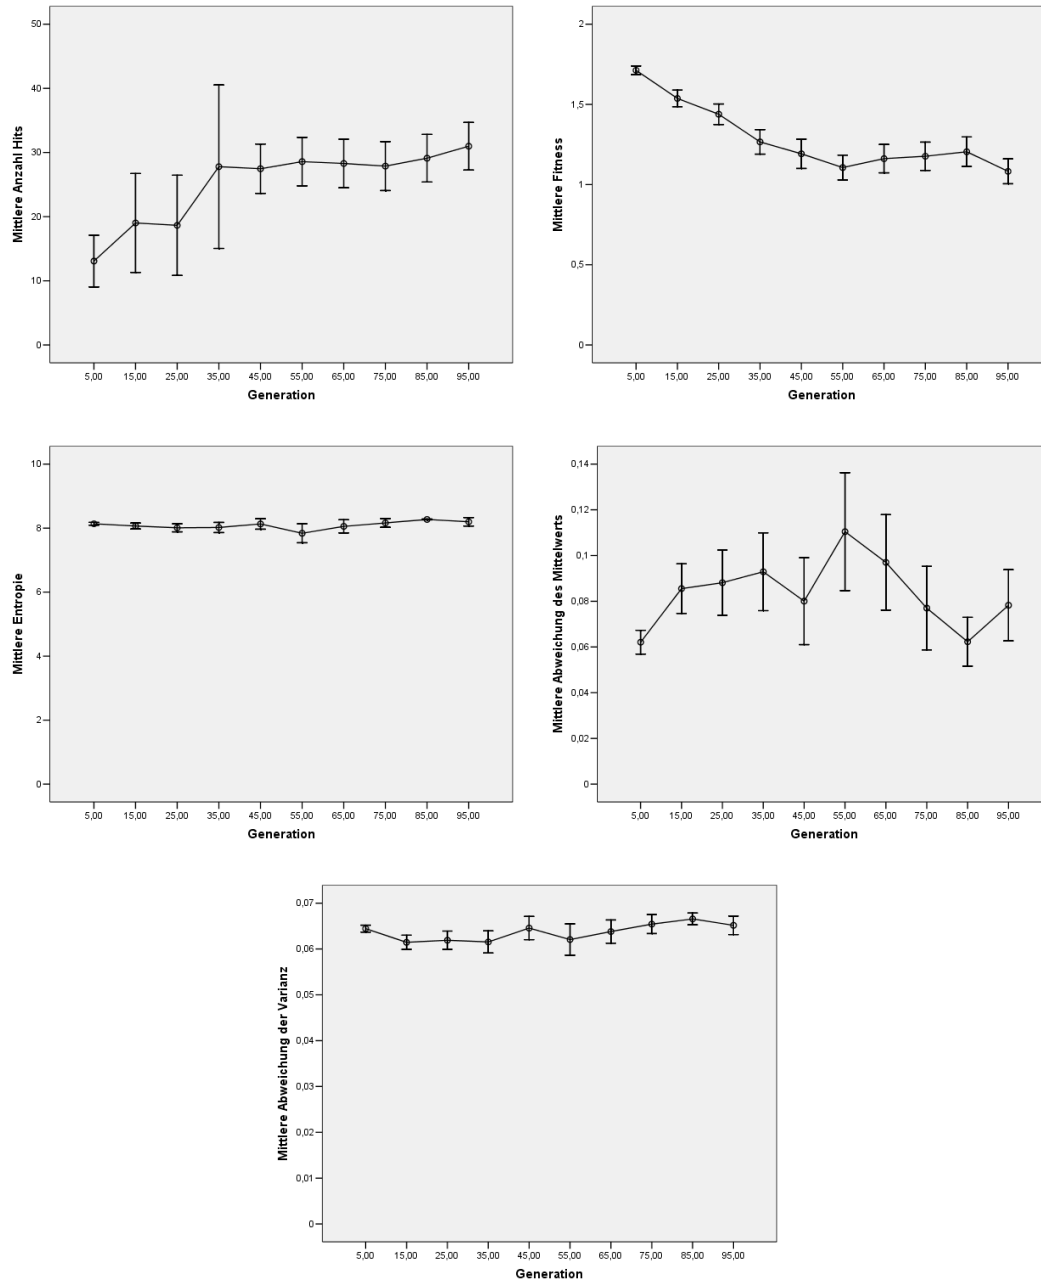 Mittlere Anzahl Hits
50
40
30
20
10
0
5,00 15,00 25,00 35,00 45,00 55,00 65,00 75,00 85,00 95,00
Generation
Mittlere Fitness
2
1,5
1
0,5
0
5,00 15,00 25,00 35,00 45,00 55,00 65,00 75,00 85,00 95,00
Generation
Mittlere Entropie
10
8
6
4
2
0
5,00 15,00 25,00 35,00 45,00 55,00 65,00 75,00 85,00 95,00
Generation
Mittlere Abweichung des Mittelwerts
0,14
0,12
0,1
0,08
0,06
0,04
0,02
0
5,00 15,00 25,00 35,00 45,00 55,00 65,00 75,00 85,00 95,00
Generation
Mittlere Abweichung der Varianz
0,07
0,06
0,05
0,04
0,03
0,02
0,01
0
5,00 15,00 25,00 35,00 45,00 55,00 65,00 75,00 85,00 95,00
Generation